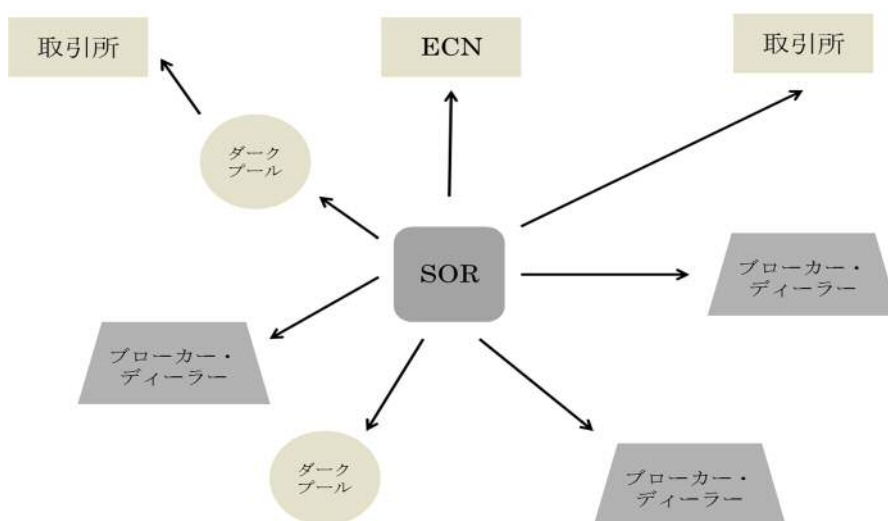 取引所
ECN
取引所
ダーク
プール
SOR
ブローカー・
ディーラー
ブローカー・
ディーラー
ダーク
プール
ブローカー・
ディーラー